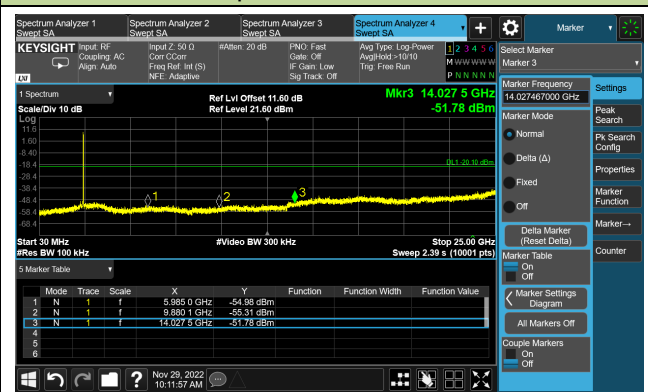 Spectrum Analyzer 1
Swept SA
Spectrum Analyzer 2
Swept SA
Spectrum Analyzer 3
Swept SA
Spectrum Analyzer 4
Swept SA
Marker
KEYSIGHT
Input: RF
Coupling: AC
Align: Auto
Input Z: 50 Ω
Corr CCorr
Freq Ref: Int (S)
NFE: Adaptive
#Atten: 20 dB
PNO: Fast
Gate: Off
IF Gain: Low
Sig Track: Off
Avg Type: Log-Power
Avg|Hold:>10/10
Trig: Free Run
1 2 3 4 5 6
M W W W W W
P N N N N N
LXI
Select Marker
Marker 3
1 Spectrum
Scale/Div 10 dB
Ref Lvl Offset 11.60 dB
Ref Level 21.60 dBm
Mkr3 14.027 5 GHz
-51.78 dBm
Log
11.6
1.60
-8.40
-18.4
-28.4
-38.4
-48.4
-58.4
-68.4
DL1 -20.10 dBm
1
2
3
Start 30 MHz
#Res BW 100 kHz
#Video BW 300 kHz
Stop 25.00 GHz
Sweep 2.39 s (10001 pts)
5 Marker Table
Mode Trace Scale X Y Function Function Width Function Value
1 N 1 f 5.985 0 GHz -54.98 dBm
2 N 1 f 9.880 1 GHz -55.31 dBm
3 N 1 f 14.027 5 GHz -51.78 dBm
4
5
6
Marker Frequency
14.027467000 GHz
Marker Mode
Normal
Delta (Δ)
Fixed
Off
Delta Marker
(Reset Delta)
Marker Table
On
Off
Marker Settings
Diagram
All Markers Off
Couple Markers
On
Off
Settings
Peak
Search
Pk Search
Config
Properties
Marker
Function
Marker→
Counter
Nov 29, 2022
10:11:57 AM